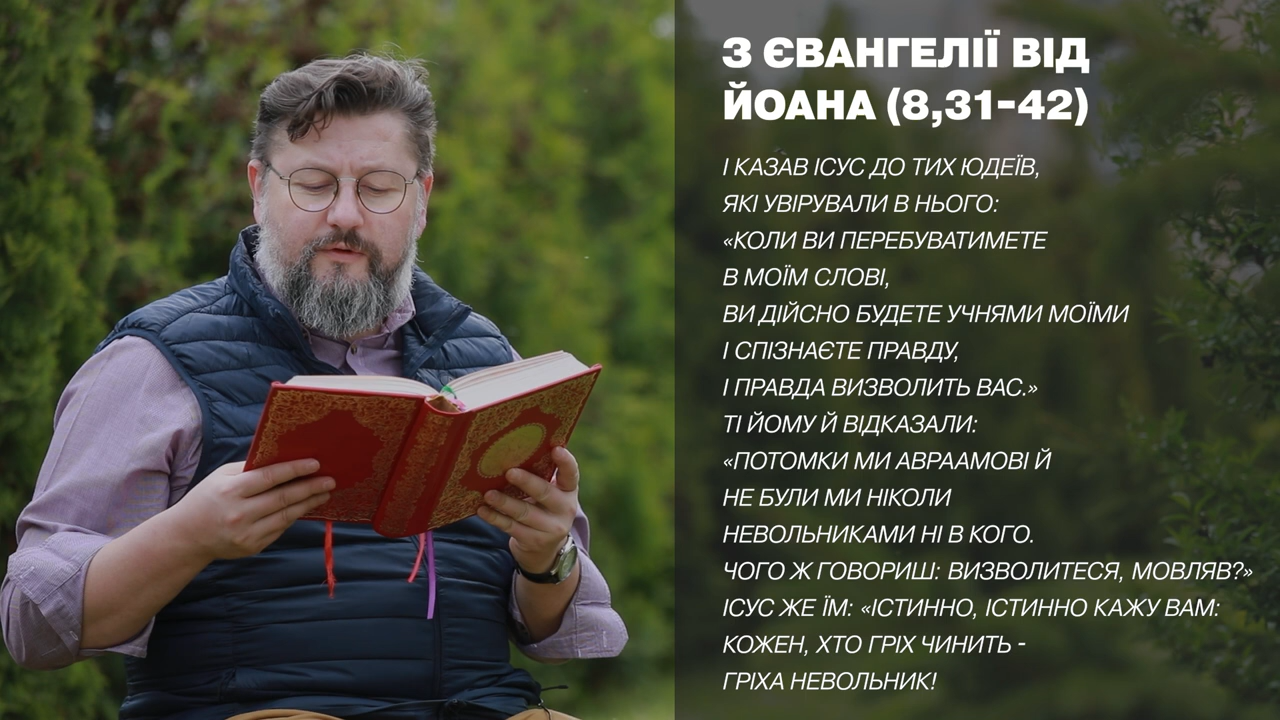 З ЄВАНГЕЛІЇ ВІД
ЙОАНА (8,31-42)
І КАЗАВ ІСУС ДО ТИХ ЮДЕЇВ,
ЯКІ УВІРУВАЛИ В НЬОГО:
«КОЛИ ВИ ПЕРЕБУВАТИМЕТЕ
В МОЇМ СЛОВІ,
ВИ ДІЙСНО БУДЕТЕ УЧНЯМИ МОЇМИ
І СПІЗНАЄТЕ ПРАВДУ,
І ПРАВДА ВИЗВОЛИТЬ ВАС.»
ТІ ЙОМУ Й ВІДКАЗАЛИ:
«ПОТОМКИ МИ АВРААМОВІ Й
НЕ БУЛИ МИ НІКОЛИ
НЕВОЛЬНИКАМИ НІ В КОГО.
ЧОГО Ж ГОВОРИШ: ВИЗВОЛИТЕСЯ, МОВЛЯВ?»
ІСУС ЖЕ ЇМ: «ІСТИННО, ІСТИННО КАЖУ ВАМ:
КОЖЕН, ХТО ГРІХ ЧИНИТЬ -
ГРІХА НЕВОЛЬНИК!